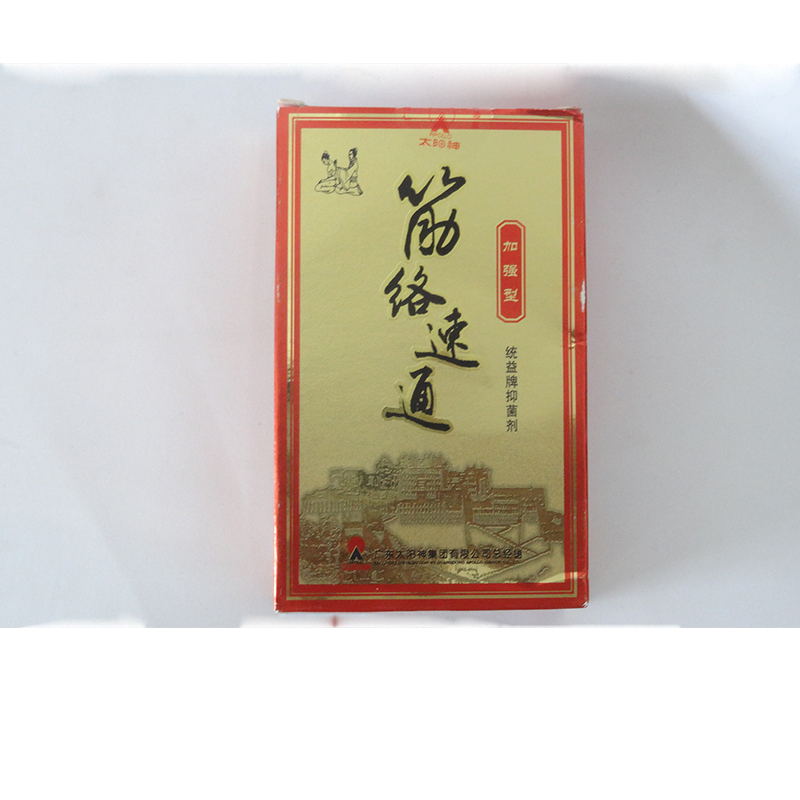 APOLLO
太阳神
筋络速通
加强型
统益牌抑菌剂
广东太阳神集团有限公司总经销